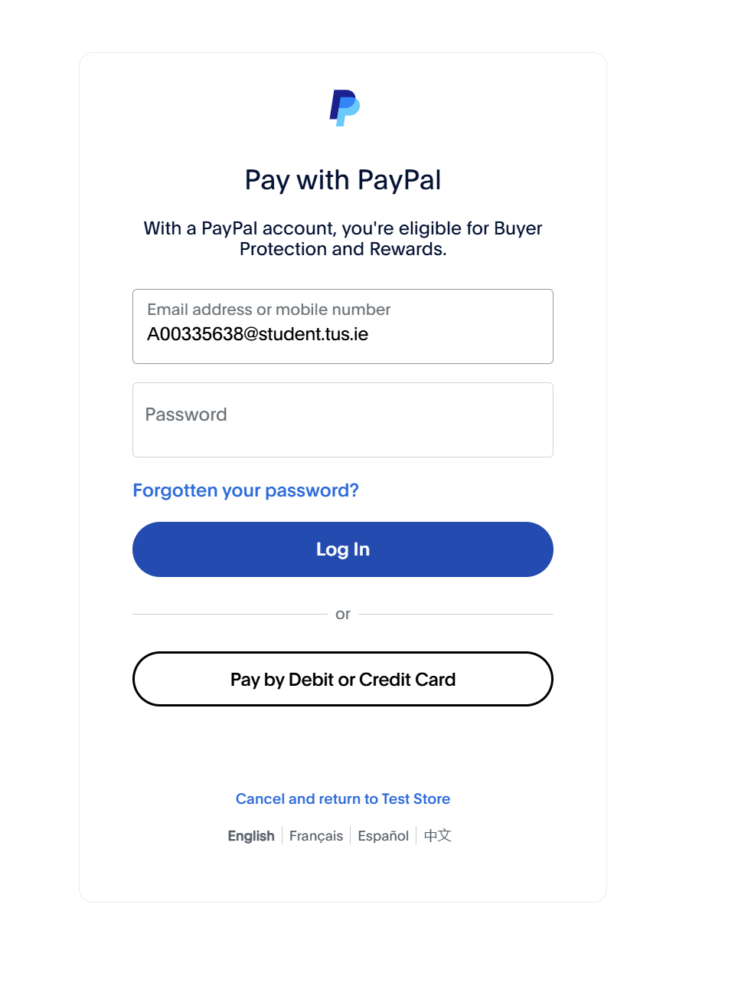 Pay with PayPal
With a PayPal account, you're eligible for Buyer
Protection and Rewards.
Email address or mobile number
A00335638@student.tus.ie
Password
Forgotten your password?
Log In
or
Pay by Debit or Credit Card
Cancel and return to Test Store
English Français Español 中文